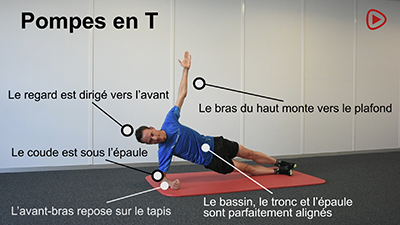 Pompes en T
Le regard est dirigé vers l'avant
Le bras du haut monte vers le plafond
Le coude est sous l'épaule
Le bassin, le tronc et l'épaule
sont parfaitement alignés
L'avant-bras repose sur le tapis